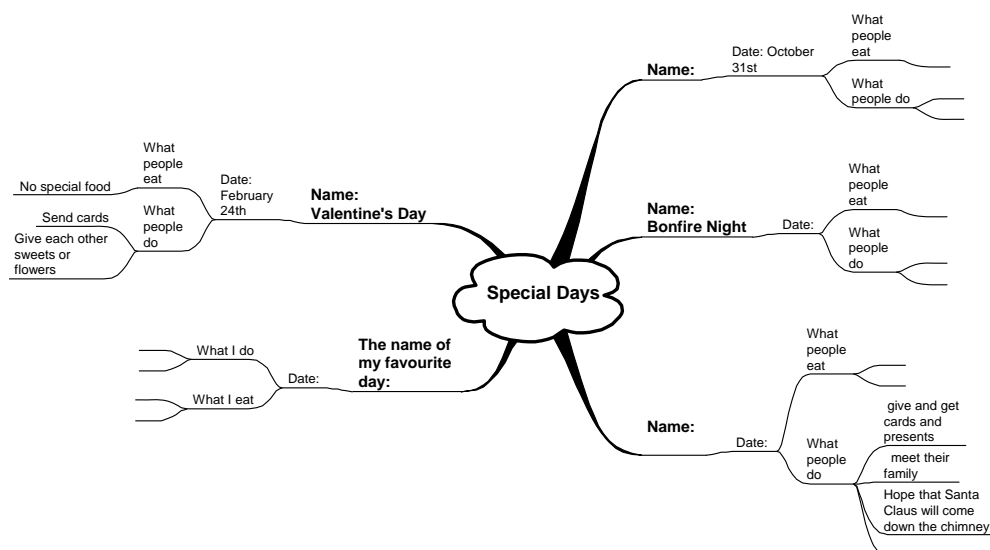 Special Days
Name:
Date: October
31st
What
people
eat
What
people do
Name:
Bonfire Night
Date:
What
people
eat
What
people
do
Name:
Date:
What
people
eat
What
people
do
give and get
cards and
presents
meet their
family
Hope that Santa
Claus will come
down the chimney
The name of
my favourite
day:
Date:
What I do
What I eat
Name:
Valentine's Day
Date:
February
24th
What
people
eat
No special food
What
people
do
Send cards
Give each other
sweets or
flowers